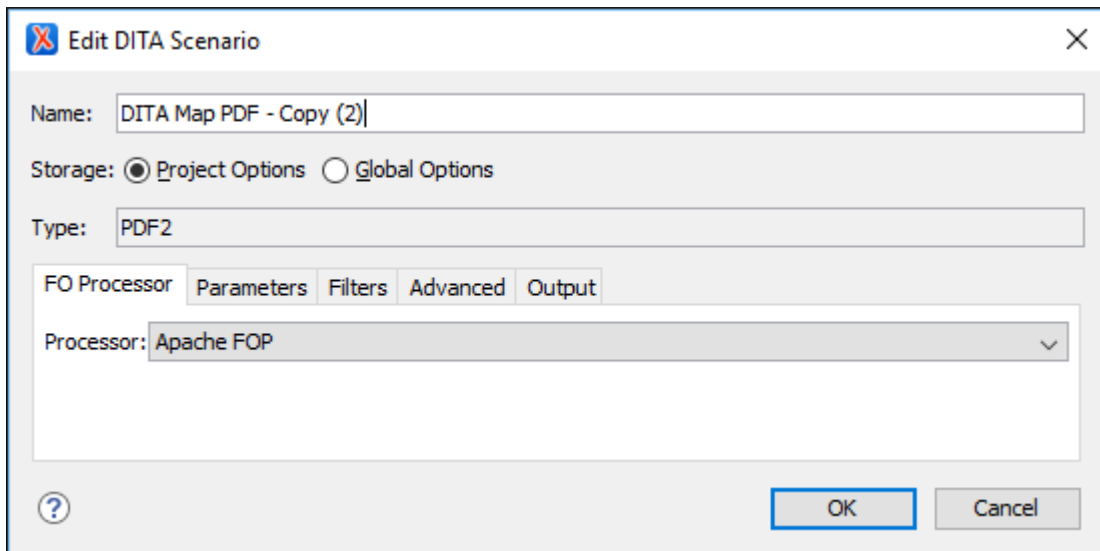 Edit DITA Scenario
Name: DITA Map PDF - Copy (2)
Storage: Project Options Global Options
Type: PDF2
FO Processor Parameters Filters Advanced Output
Processor: Apache FOP
? OK Cancel